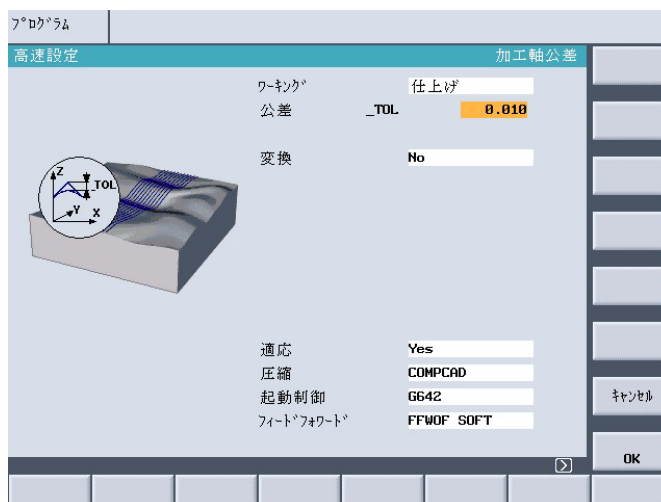 ﾌﾟﾛｸﾞﾗﾑ
高速設定 加工軸公差
ﾜｰｷﾝｸﾞ 仕上げ
公差 _TOL 0.010
変換 No
Z
_TOL
Y X
適応 Yes
圧縮 COMPCAD
起動制御 G642
ﾌｨｰﾄﾞﾌｫﾜｰﾄﾞ FFWOF SOFT
ｷｬﾝｾﾙ
OK